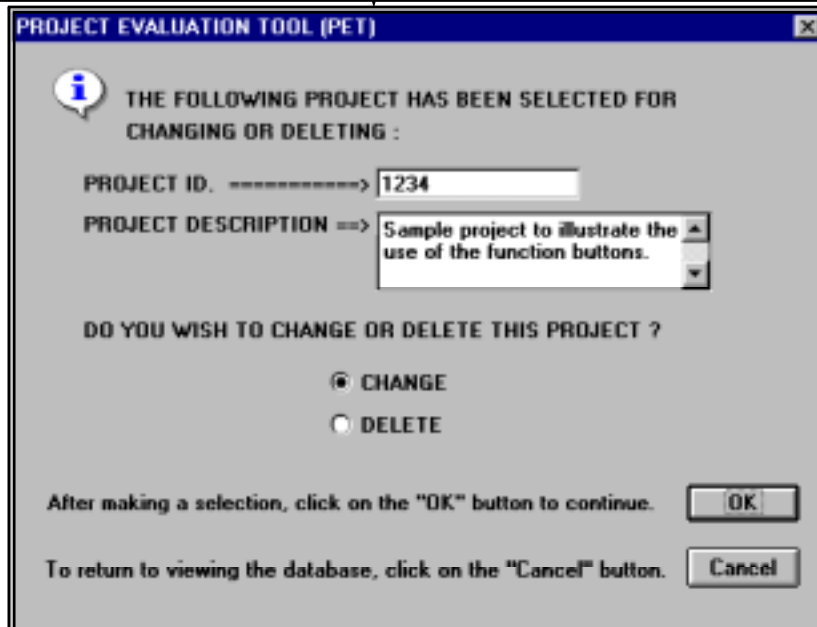 PROJECT EVALUATION TOOL (PET)
THE FOLLOWING PROJECT HAS BEEN SELECTED FOR
CHANGING OR DELETING :
PROJECT ID. ===========> 1234
PROJECT DESCRIPTION ==> Sample project to illustrate the
use of the function buttons.
DO YOU WISH TO CHANGE OR DELETE THIS PROJECT ?
CHANGE
DELETE
After making a selection, click on the "OK" button to continue. OK
To return to viewing the database, click on the "Cancel" button. Cancel